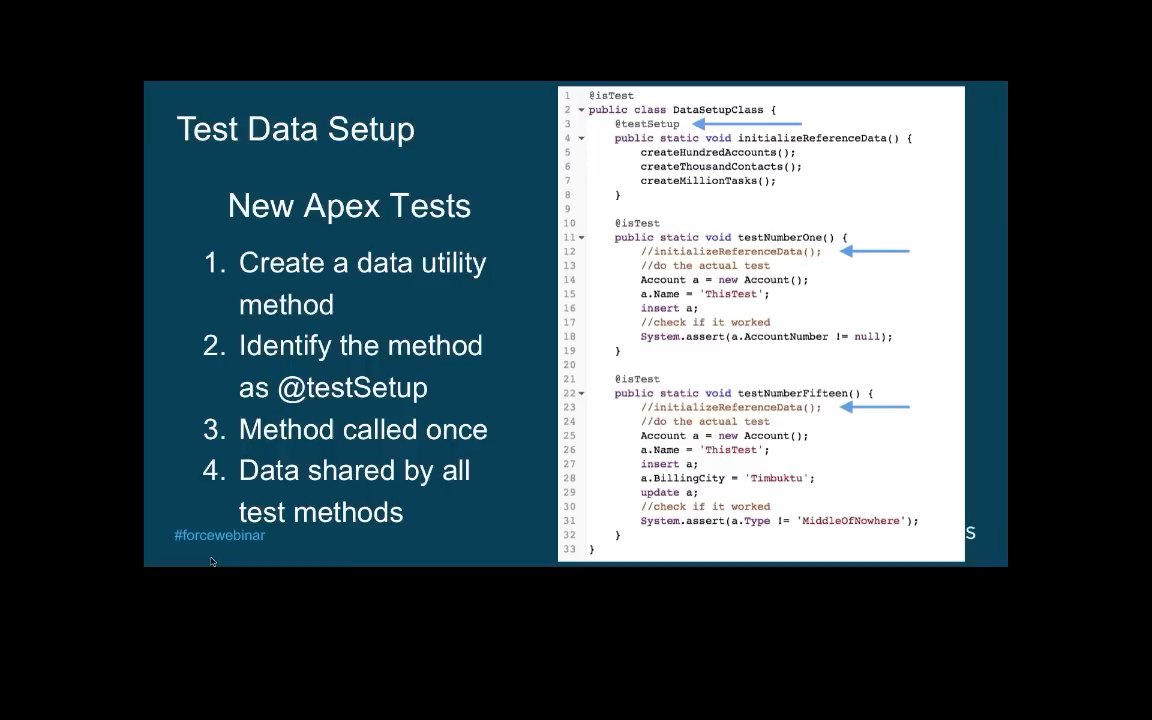 Test Data Setup
New Apex Tests
1. Create a data utility
method
2. Identify the method
as @testSetup
3. Method called once
4. Data shared by all
test methods
#forcewebinar
1 @isTest
2 public class DataSetupClass {
3 @testSetup
4 public static void initializeReferenceData() {
5 createHundredAccounts();
6 createThousandContacts();
7 createMillionTasks();
8 }
9
10 @isTest
11 public static void testNumberOne() {
12 //initializeReferenceData();
13 //do the actual test
14 Account a = new Account();
15 a.Name = 'ThisTest';
16 insert a;
17 //check if it worked
18 System.assert(a.AccountNumber != null);
19 }
20
21 @isTest
22 public static void testNumberFifteen() {
23 //initializeReferenceData();
24 //do the actual test
25 Account a = new Account();
26 a.Name = 'ThisTest';
27 insert a;
28 a.BillingCity = 'Timbuktu';
29 update a;
30 //check if it worked
31 System.assert(a.Type != 'MiddleOfNowhere');
32 }
33 }
s